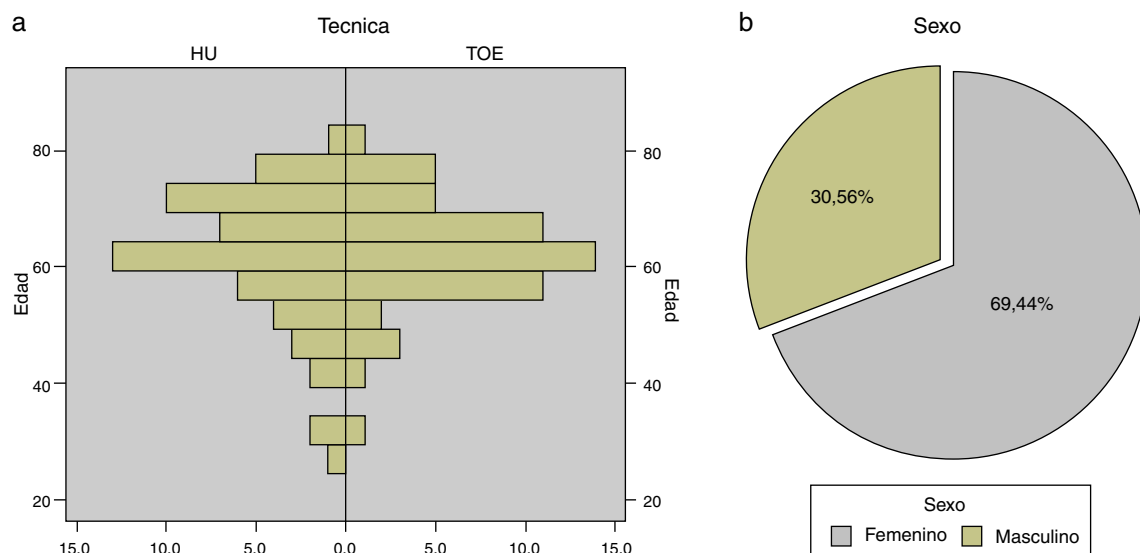 a
Tecnica
HU
TOE
80
60
40
20
Edad
80
60
40
20
Edad
15.0
10.0
5.0
0.0
5.0
10.0
15.0
b
Sexo
30,56%
69,44%
Sexo
Femenino
Masculino